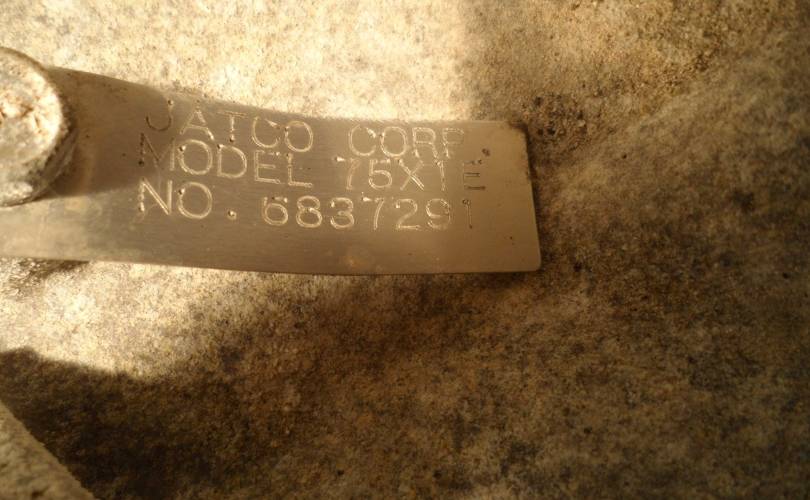 JATCO CORP
MODEL 75X1E
NO. 6837291